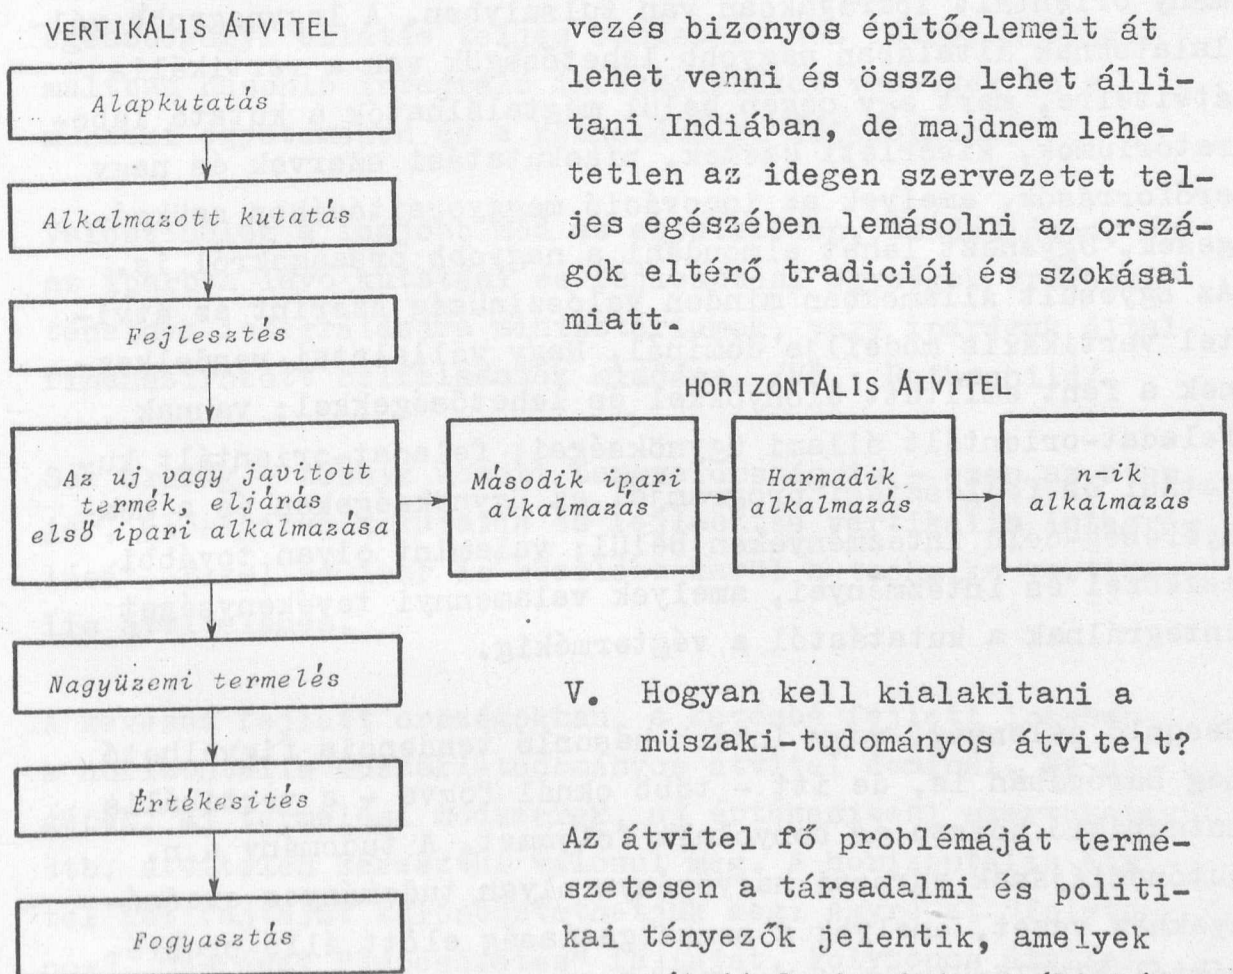 VERTIKÁLIS ÁTVITEL
Alapkutatás
Alkalmazott kutatás
Fejlesztés
Az uj vagy javitott
termék, eljárás
első ipari alkalmazása
Nagyüzemi termelés
Értékesités
Fogyasztás
vezés bizonyos épitőelemeit át
lehet venni és össze lehet álli-
tani Indiában, de majdnem lehe-
tetlen az idegen szervezetet tel-
jes egészében lemásolni az orszá-
gok eltérő tradiciói és szokásai
miatt.
HORIZONTÁLIS ÁTVITEL
Második ipari
alkalmazás
Harmadik
alkalmazás
n-ik
alkalmazás
V. Hogyan kell kialakitani a
müszaki-tudományos átvitelt?
Az átvitel fő problémáját termé-
szetesen a társadalmi és politi-
kai tényezők jelentik, amelyek